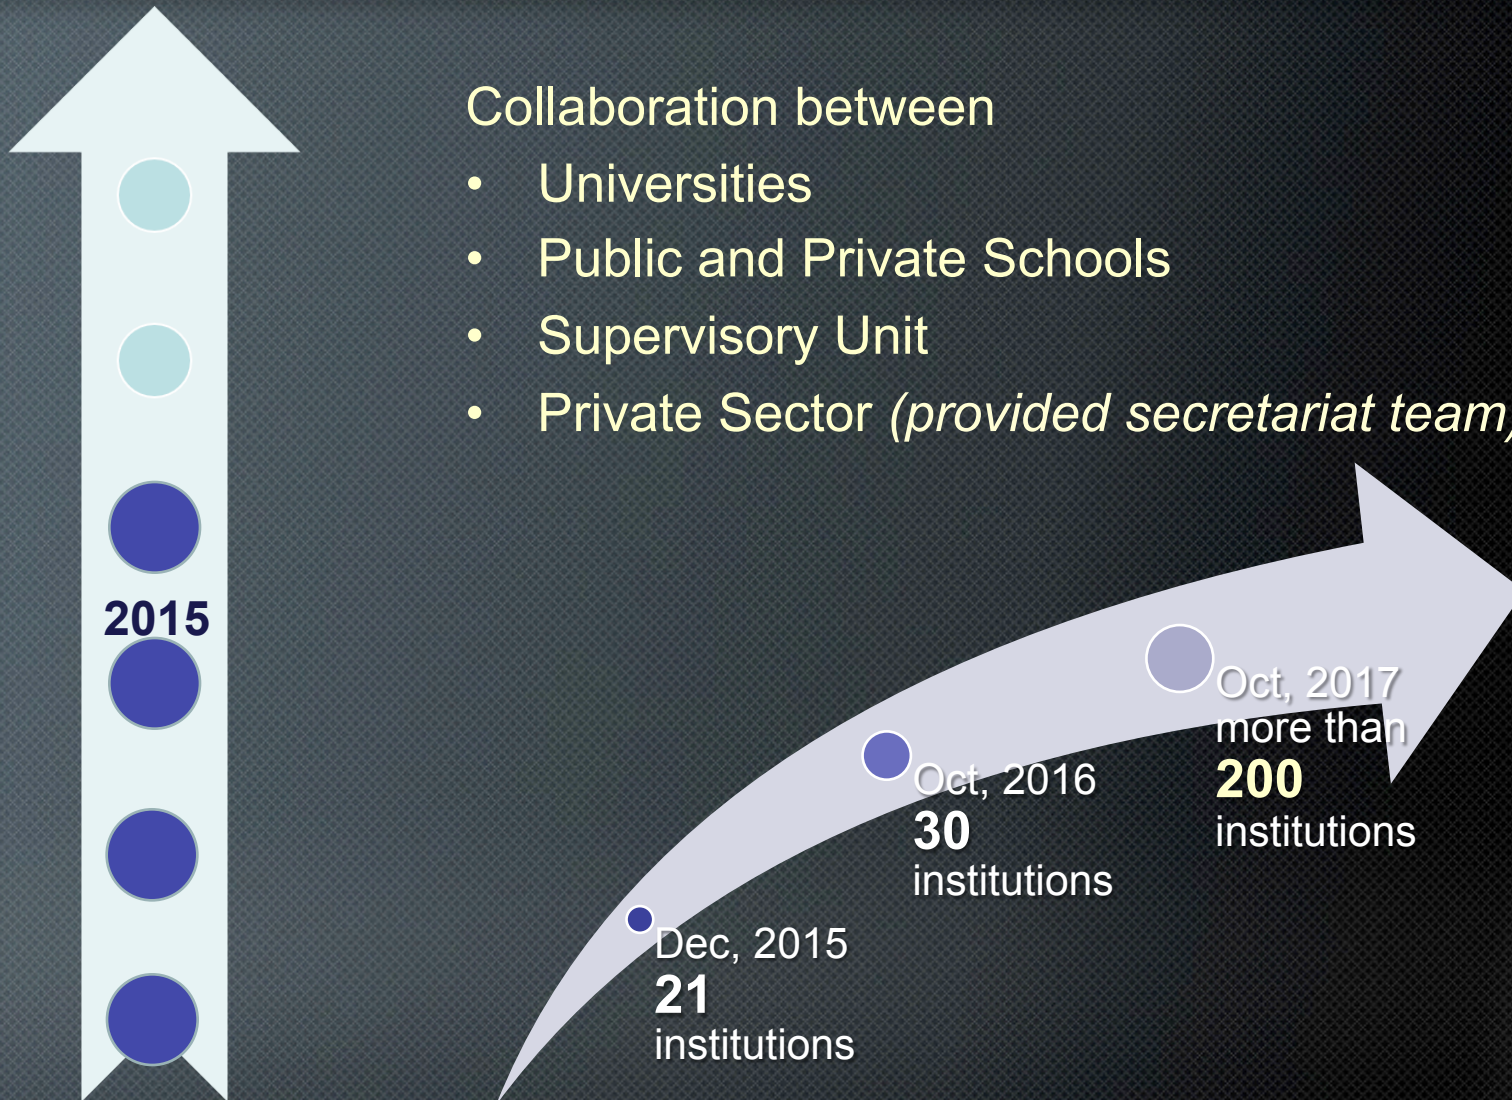 Collaboration between
• Universities
• Public and Private Schools
• Supervisory Unit
• Private Sector (provided secretariat team)
2015
Oct, 2017
more than
200
institutions
Oct, 2016
30
institutions
Dec, 2015
21
institutions